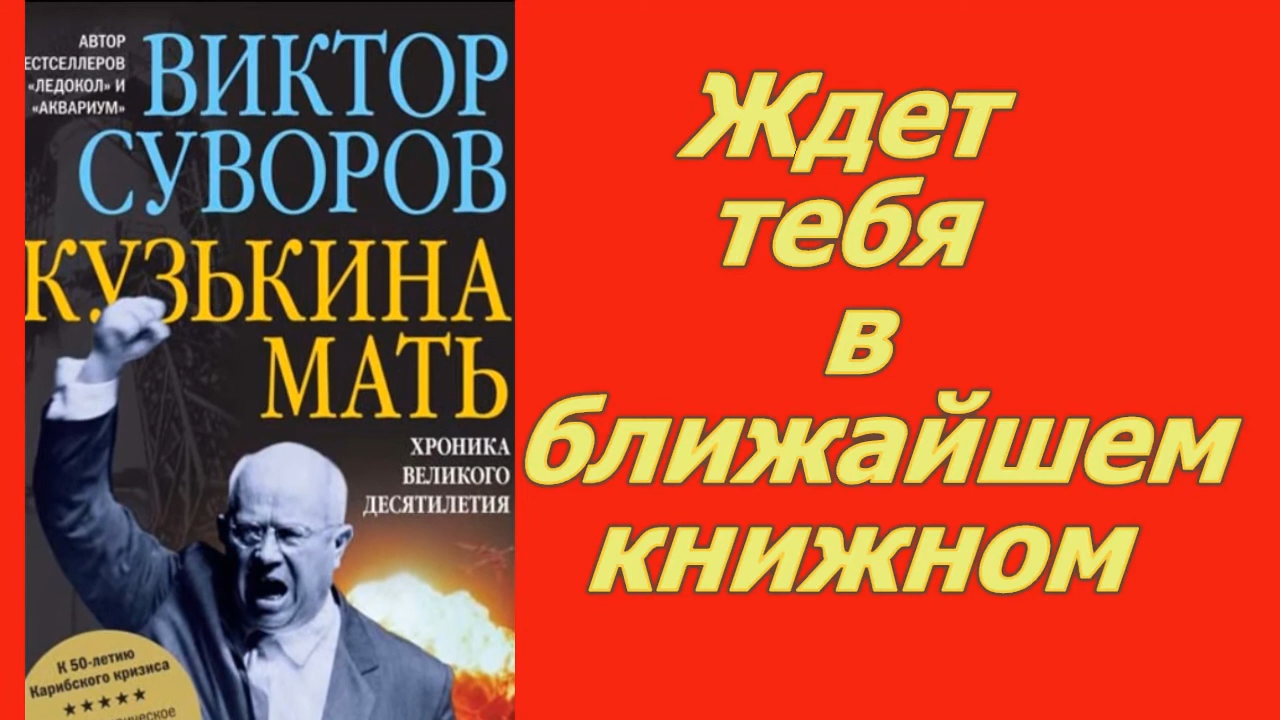 АВТОР
ЕСТСЕЛЛЕРОВ
«ЛЕДОКОЛ» И
«АКВАРИУМ»
ВИКТОР
СУВОРОВ
КУЗЬКИНА
МАТЬ
ХРОНИКА
ВЕЛИКОГО
ДЕСЯТИЛЕТИЯ
К 50-летию
Карибского кризиса
★★★★★
Ждет
тебя
в
ближайшем
книжном